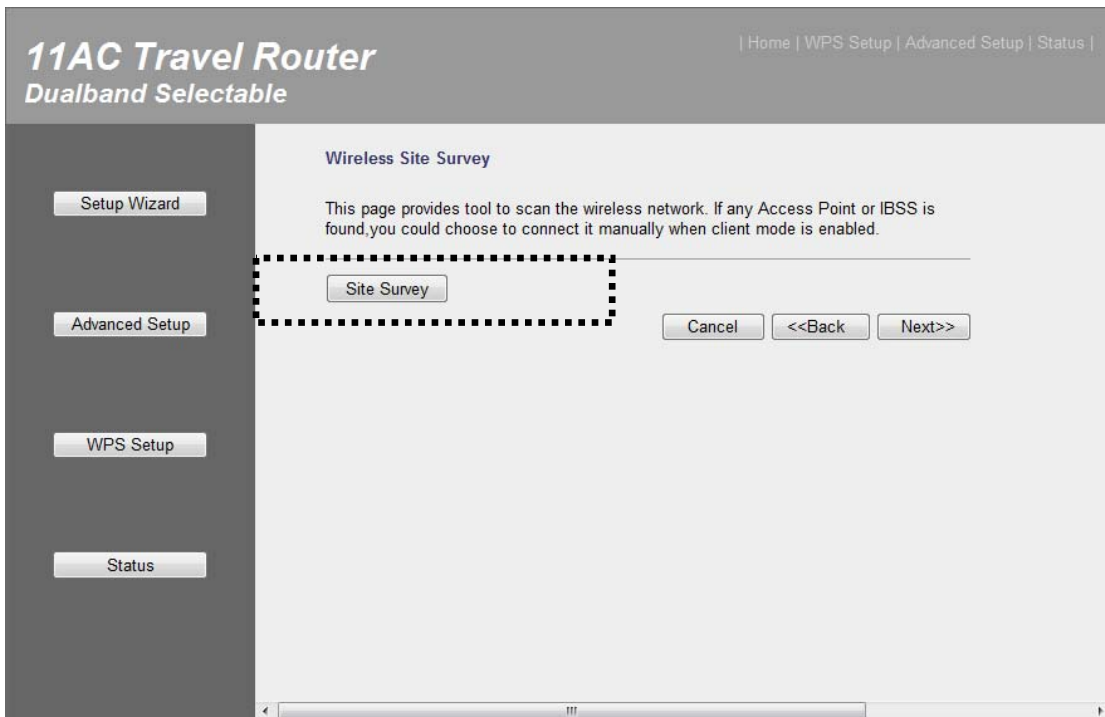 11AC Travel Router
Dualband Selectable
| Home | WPS Setup | Advanced Setup | Status |
Setup Wizard
Advanced Setup
WPS Setup
Status
Wireless Site Survey
This page provides tool to scan the wireless network. If any Access Point or IBSS is
found,you could choose to connect it manually when client mode is enabled.
Site Survey
Cancel
<<Back
Next>>